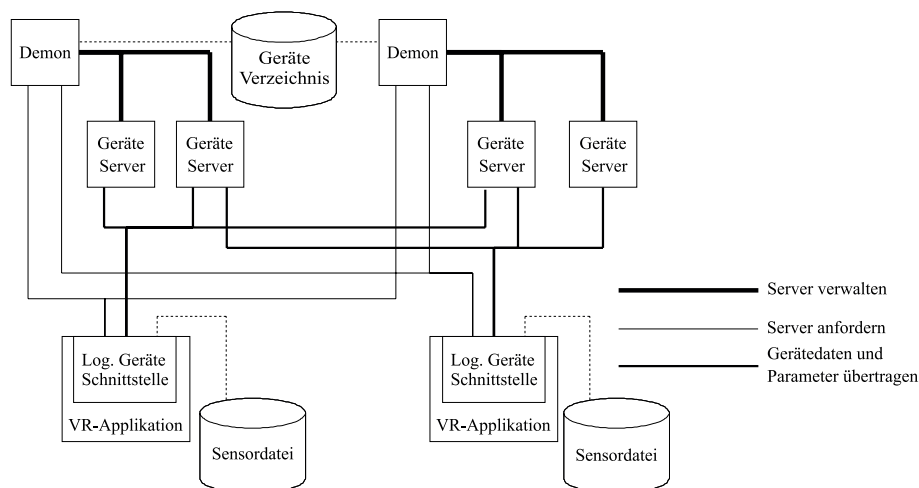 Demon
Geräte
Verzeichnis
Demon
Geräte
Server
Geräte
Server
Geräte
Server
Geräte
Server
Server verwalten
Server anfordern
Gerätedaten und
Parameter übertragen
Log. Geräte
Schnittstelle
VR-Applikation
Sensordatei
Log. Geräte
Schnittstelle
VR-Applikation
Sensordatei